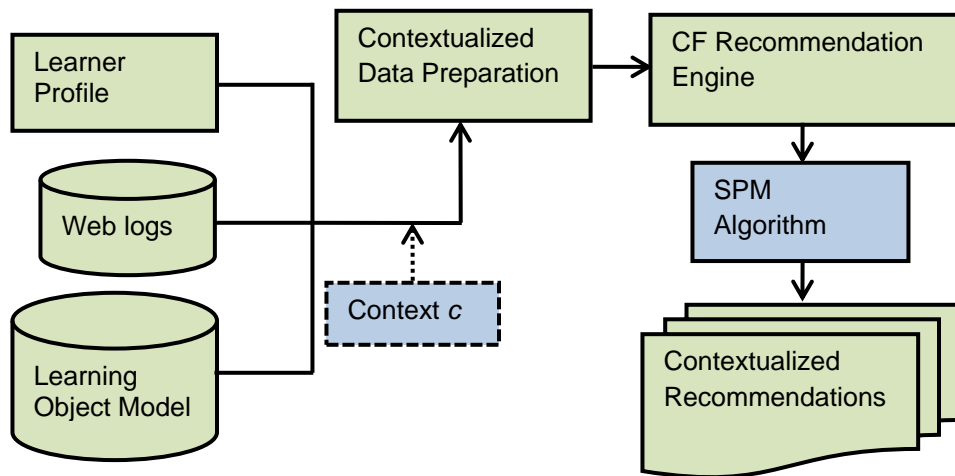 Learner
Profile
Contextualized
Data Preparation
CF Recommendation
Engine
Web logs
SPM
Algorithm
Context c
Learning
Object Model
Contextualized
Recommendations